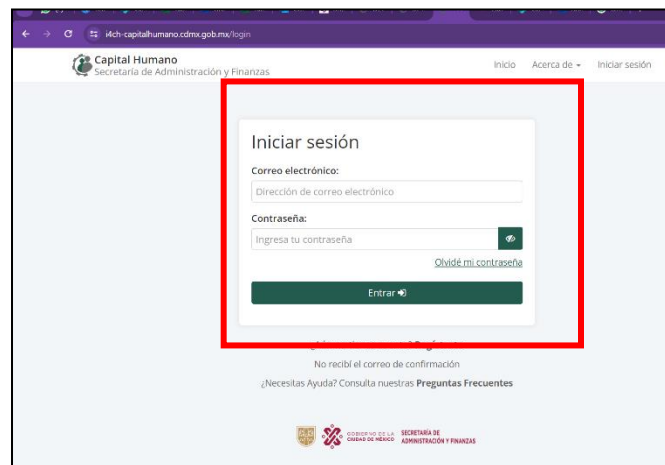 i4ch-capitalhumano.cdmx.gob.mx/login
Capital Humano
Secretaría de Administración y Finanzas
Inicio Acerca de Iniciar sesión
Iniciar sesión
Correo electrónico:
Dirección de correo electrónico
Contraseña:
Ingresa tu contraseña
Olvidé mi contraseña
Entrar
No recibí el correo de confirmación
¿Necesitas Ayuda? Consulta nuestras Preguntas Frecuentes
GOBIERNO DE LA
CIUDAD DE MÉXICO
SECRETARÍA DE
ADMINISTRACIÓN Y FINANZAS